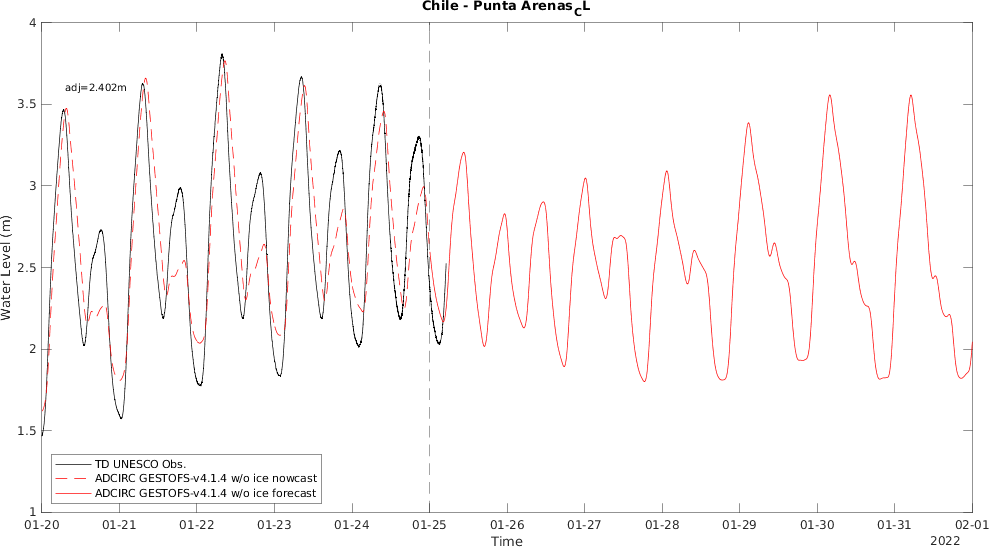 Chile - Punta Arenas_CL
4
adj=2.402m
3.5
3
2.5
2
1.5
1
Water Level (m)
TD UNESCO Obs.
ADCIRC GESTOFS-v4.1.4 w/o ice nowcast
ADCIRC GESTOFS-v4.1.4 w/o ice forecast
01-20 01-21 01-22 01-23 01-24 01-25 01-26 01-27 01-28 01-29 01-30 01-31 02-01
Time
2022